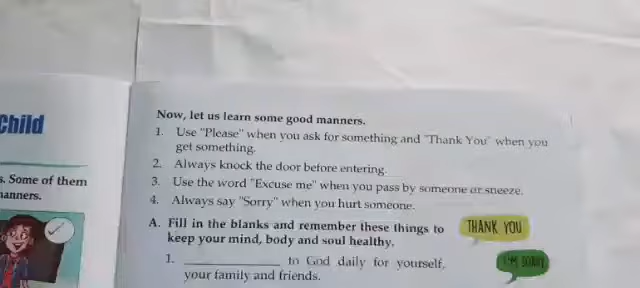 Child
s. Some of them
manners.
Now, let us learn some good manners.
1. Use "Please" when you ask for something and "Thank You" when you
get something.
2. Always knock the door before entering.
3. Use the word "Excuse me" when you pass by someone or sneeze.
4. Always say "Sorry" when you hurt someone.
A. Fill in the blanks and remember these things to
keep your mind, body and soul healthy.
THANK YOU
1. ____________ to God daily for yourself,
your family and friends.
I'M SORRY